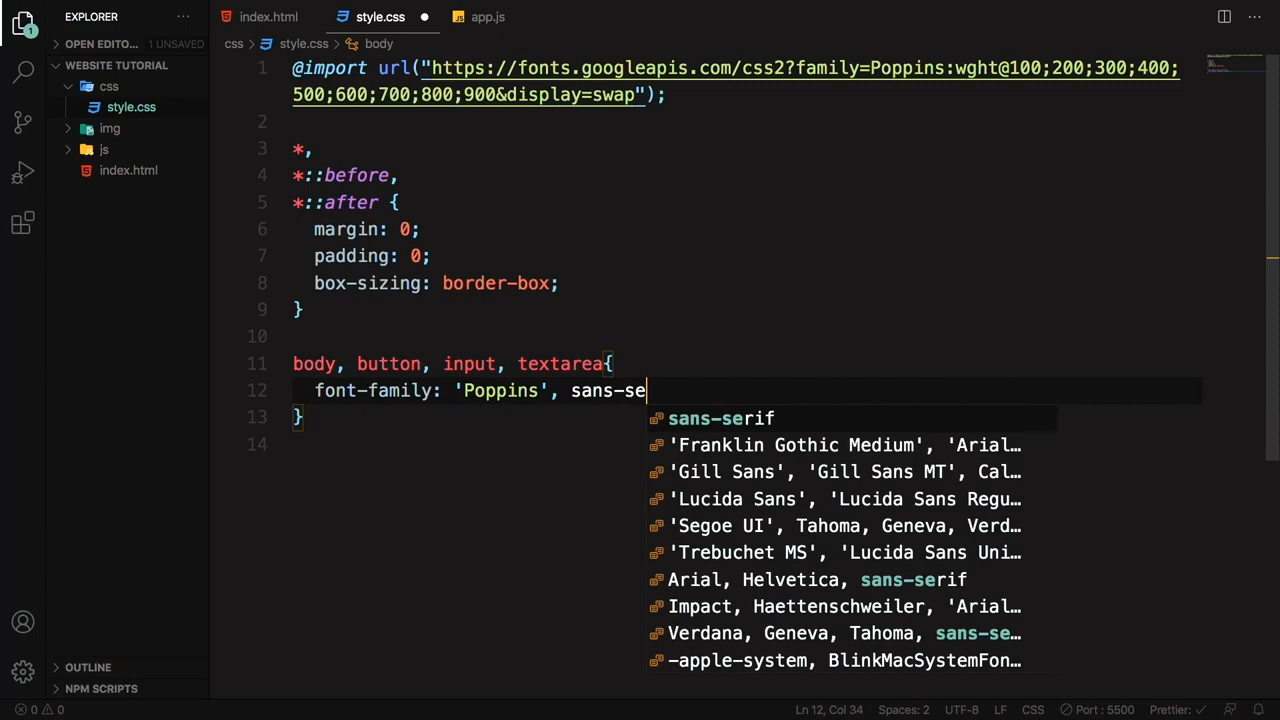 EXPLORER
index.html
style.css
app.js
OPEN EDITO...
1 UNSAVED
css > style.css > body
WEBSITE TUTORIAL
css
style.css
img
js
index.html
1 @import url("https://fonts.googleapis.com/css2?family=Poppins:wght@100;200;300;400;
500;600;700;800;900&display=swap");
2
3 *,
4 *::before,
5 *::after {
6 margin: 0;
7 padding: 0;
8 box-sizing: border-box;
9 }
10
11 body, button, input, textarea{
12 font-family: 'Poppins', sans-se
13 }
14
sans-serif
'Franklin Gothic Medium', 'Arial…
'Gill Sans', 'Gill Sans MT', Cal…
'Lucida Sans', 'Lucida Sans Regu…
'Segoe UI', Tahoma, Geneva, Verd…
'Trebuchet MS', 'Lucida Sans Uni…
Arial, Helvetica, sans-serif
Impact, Haettenschweiler, 'Arial…
Verdana, Geneva, Tahoma, sans-se…
-apple-system, BlinkMacSystemFon…
OUTLINE
NPM SCRIPTS
0 0
Ln 12, Col 34
Spaces: 2
UTF-8
LF
CSS
Port : 5500
Prettier: ✓
1